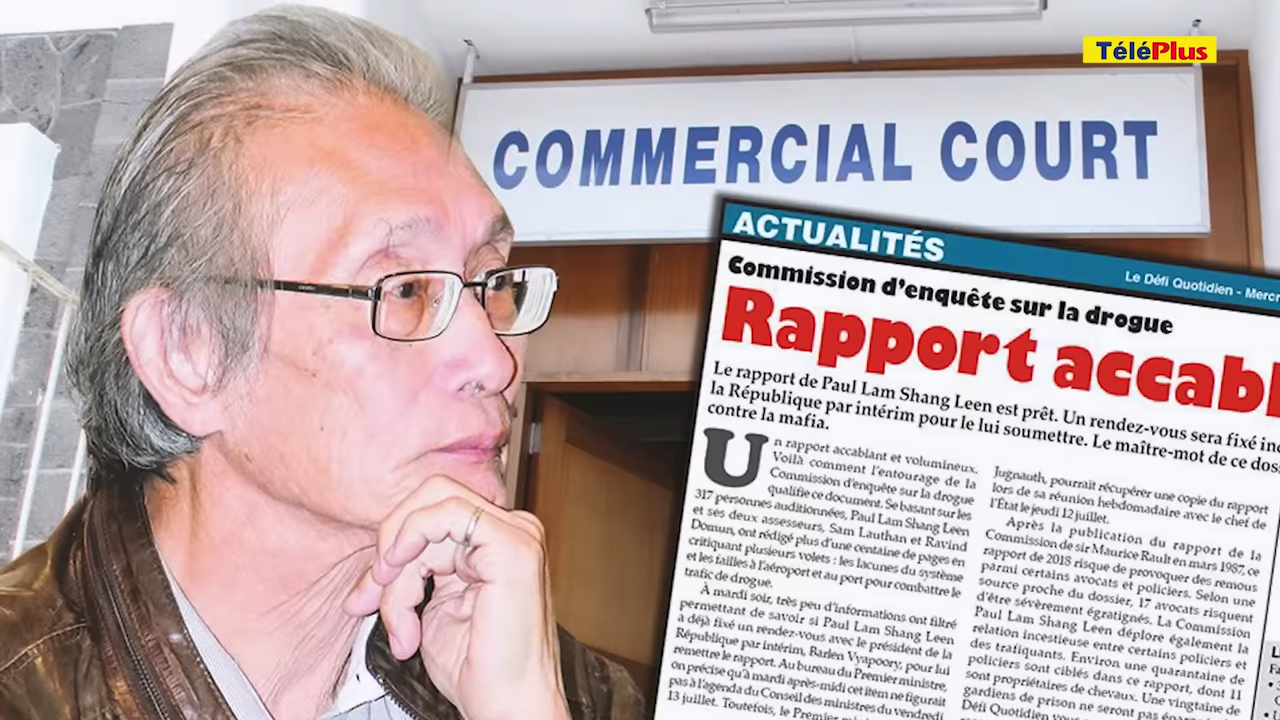 TéléPlus
COMMERCIAL COURT
ACTUALITÉS
Le Défi Quotidien - Mercr
Commission d'enquête sur la drogue
Rapport accabl
Le rapport de Paul Lam Shang Leen est prêt. Un rendez-vous sera fixé
la République par intérim pour le lui soumettre. Le maître-mot de ce
contre la mafia.
Un rapport accablant et volumineux.
Voilà comment l'entourage de la
Commission d'enquête sur la drogue
qualifie ce document. Se basant sur les
317 personnes auditionnées, Paul Lam Shang Leen
et ses deux assesseurs, Sam Lauthan et Ravind
Domun, ont rédigé plus d'une centaine de pages en
critiquant plusieurs volets : les lacunes du système
et les failles à l'aéroport et au port pour combattre le
trafic de drogue.
À mardi soir, très peu d'informations ont filtré
permettant de savoir si Paul Lam Shang Leen
a déjà fixé un rendez-vous avec le président de la
République par intérim, Barlen Vyapoory, pour lui
remettre le rapport. Au bureau du Premier ministre,
on précise qu'à mardi après-midi cet item ne figurait
pas à l'agenda du Conseil des ministres du vendredi
13 juillet. Toutefois, le Premier
Jugnauth, pourrait récupérer une copie du rapport
lors de sa réunion hebdomadaire avec le chef de
l'État le jeudi 12 juillet.
Après la publication du rapport de la
Commission de sir Maurice Rault en mars 1987, ce
rapport de 2018 risque de provoquer des remous
parmi certains avocats et policiers. Selon une
source proche du dossier, 17 avocats risquent
d'être sévèrement égratignés. La Commission
Paul Lam Shang Leen déplore également la
relation incestieuse entre certains policiers et
des trafiquants. Environ une quarantaine de
policiers sont ciblés dans ce rapport, dont 11
sont propriétaires de chevaux. Une vingtaine de
gardiens de prison ne seront pas
Défi Quotidien